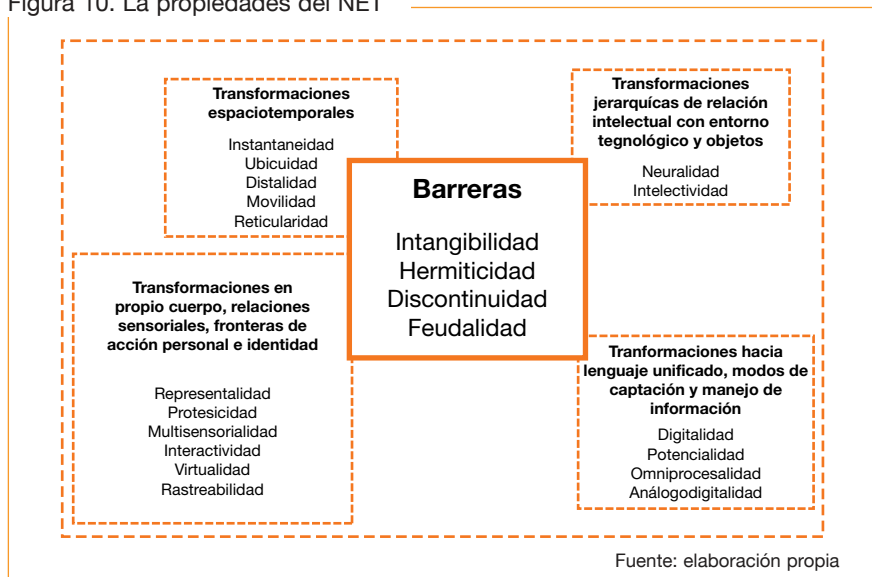 Figura 10. La propiedades del NET
Transformaciones
espaciotemporales
Instantaneidad
Ubicuidad
Distalidad
Movilidad
Reticularidad
Transformaciones
jerarquícas de relación
intelectual con entorno
tegnológico y objetos
Neuralidad
Intelectividad
Barreras
Intangibilidad
Hermiticidad
Discontinuidad
Feudalidad
Transformaciones en
propio cuerpo, relaciones
sensoriales, fronteras de
acción personal e identidad
Representalidad
Protesicidad
Multisensorialidad
Interactividad
Virtualidad
Rastreabilidad
Tranformaciones hacia
lenguaje unificado, modos de
captación y manejo de
información
Digitalidad
Potencialidad
Omniprocesalidad
Análogodigitalidad
Fuente: elaboración propia